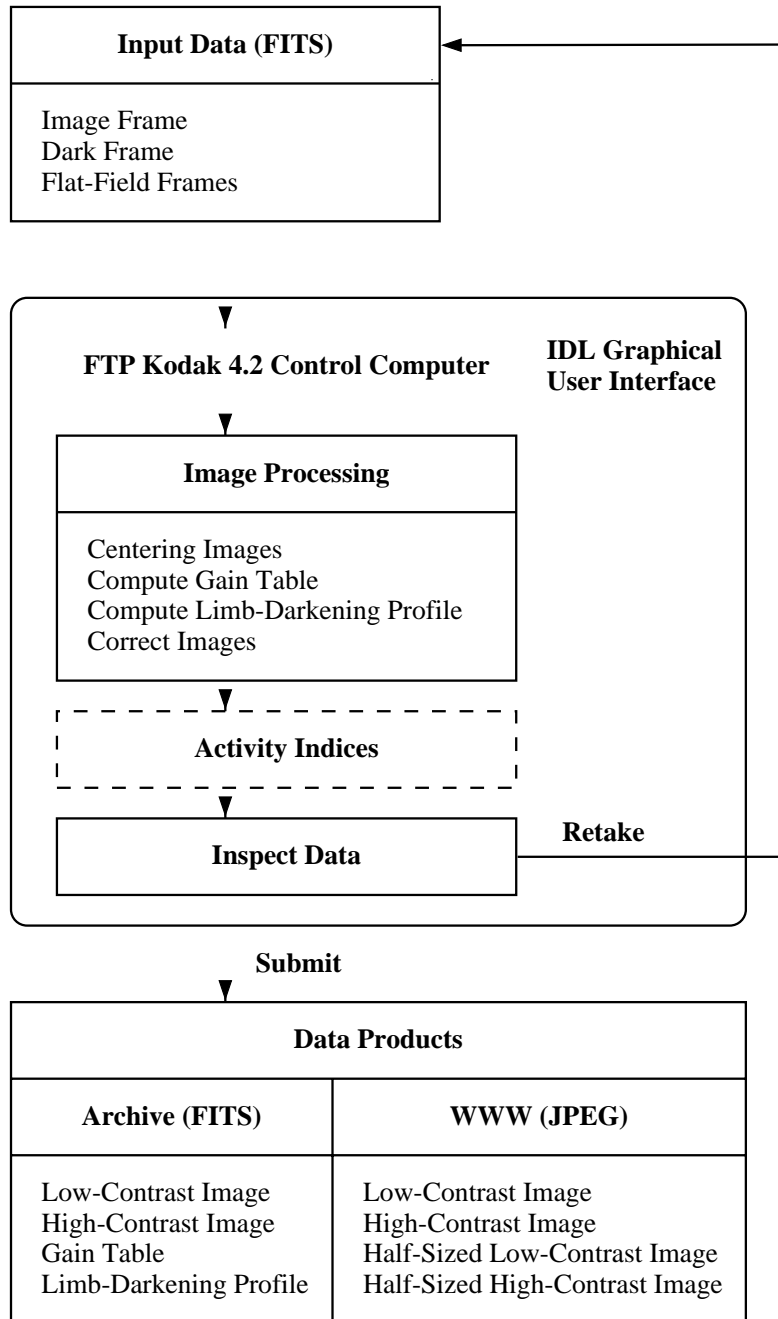 Input Data (FITS)
Image Frame
Dark Frame
Flat-Field Frames
FTP Kodak 4.2 Control Computer
IDL Graphical
User Interface
Image Processing
Centering Images
Compute Gain Table
Compute Limb-Darkening Profile
Correct Images
Activity Indices
Inspect Data
Retake
Submit
Data Products
Archive (FITS)
Low-Contrast Image
High-Contrast Image
Gain Table
Limb-Darkening Profile
WWW (JPEG)
Low-Contrast Image
High-Contrast Image
Half-Sized Low-Contrast Image
Half-Sized High-Contrast Image